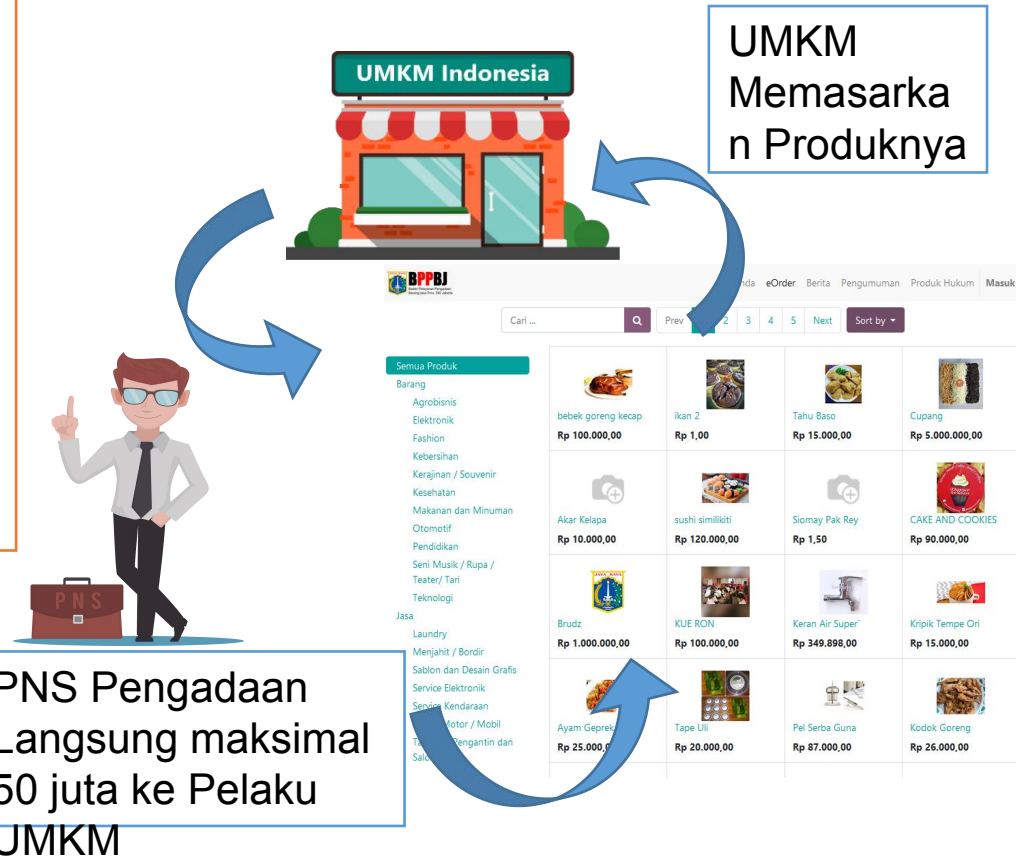 UMKM Indonesia
UMKM
Memasarka
n Produknya
BPPBJ
eOrder Berita Pengumuman Produk Hukum Masuk
Cari ...
Prev 2 3 4 5 Next Sort by
Semua Produk
Barang
Agrobisnis
Elektronik
Fashion
Kebersihan
Kerajinan / Souvenir
Kesehatan
Makanan dan Minuman
Otomotif
Pendidikan
Seni Musik / Rupa /
Teater/ Tari
Teknologi
Jasa
Laundry
Menjahit / Bordir
Sablon dan Desain Grafis
Service Elektronik
Service Kendaraan
Motor / Mobil
Pengantin dan
bebek goreng kecap
Rp 100.000,00
ikan 2
Rp 1,00
Tahu Baso
Rp 15.000,00
Cupang
Rp 5.000.000,00
Akar Kelapa
Rp 10.000,00
sushi similikiti
Rp 120.000,00
Siomay Pak Rey
Rp 1,50
CAKE AND COOKIES
Rp 90.000,00
Brudz
Rp 1.000.000,00
KUE RON
Rp 100.000,00
Keran Air Super`
Rp 349.898,00
Kripik Tempe Ori
Rp 15.000,00
Ayam Geprek
Rp 25.000,00
Tape Uli
Rp 20.000,00
Pel Serba Guna
Rp 87.000,00
Kodok Goreng
Rp 26.000,00
PNS
PNS Pengadaan
Langsung maksimal
50 juta ke Pelaku
UMKM